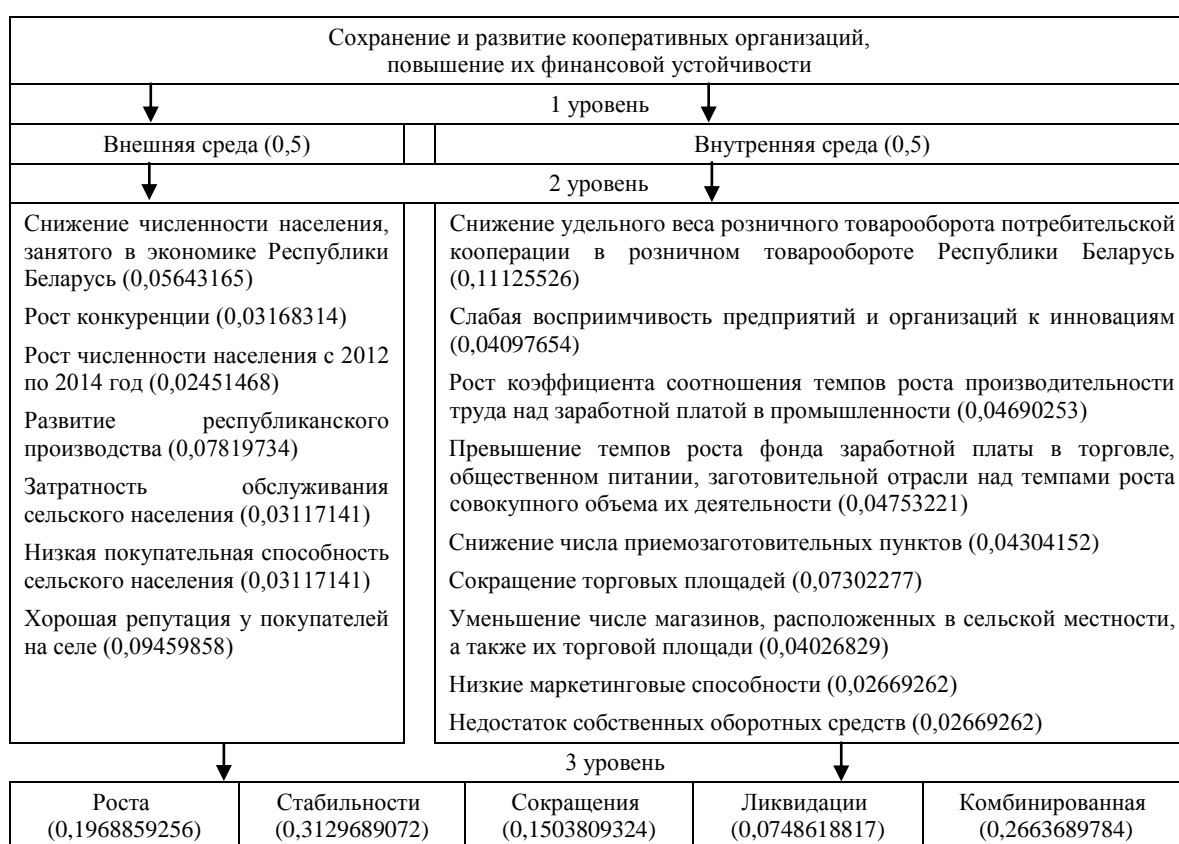 Сохранение и развитие кооперативных организаций,
повышение их финансовой устойчивости
1 уровень
Внешняя среда (0,5)
Внутренняя среда (0,5)
2 уровень
Снижение численности населения,
занятого в экономике Республики
Беларусь (0,05643165)
Рост конкуренции (0,03168314)
Рост численности населения с 2012
по 2014 год (0,02451468)
Развитие республиканского
производства (0,07819734)
Затратность обслуживания
сельского населения (0,03117141)
Низкая покупательная способность
сельского населения (0,03117141)
Хорошая репутация у покупателей
на селе (0,09459858)
Снижение удельного веса розничного товарооборота потребительской
кооперации в розничном товарообороте Республики Беларусь
(0,11125526)
Слабая восприимчивость предприятий и организаций к инновациям
(0,04097654)
Рост коэффициента соотношения темпов роста производительности
труда над заработной платой в промышленности (0,04690253)
Превышение темпов роста фонда заработной платы в торговле,
общественном питании, заготовительной отрасли над темпами роста
совокупного объема их деятельности (0,04753221)
Снижение числа приемозаготовительных пунктов (0,04304152)
Сокращение торговых площадей (0,07302277)
Уменьшение числе магазинов, расположенных в сельской местности,
а также их торговой площади (0,04026829)
Низкие маркетинговые способности (0,02669262)
Недостаток собственных оборотных средств (0,02669262)
3 уровень
Роста
(0,1968859256)
Стабильности
(0,3129689072)
Сокращения
(0,1503809324)
Ликвидации
(0,0748618817)
Комбинированная
(0,2663689784)